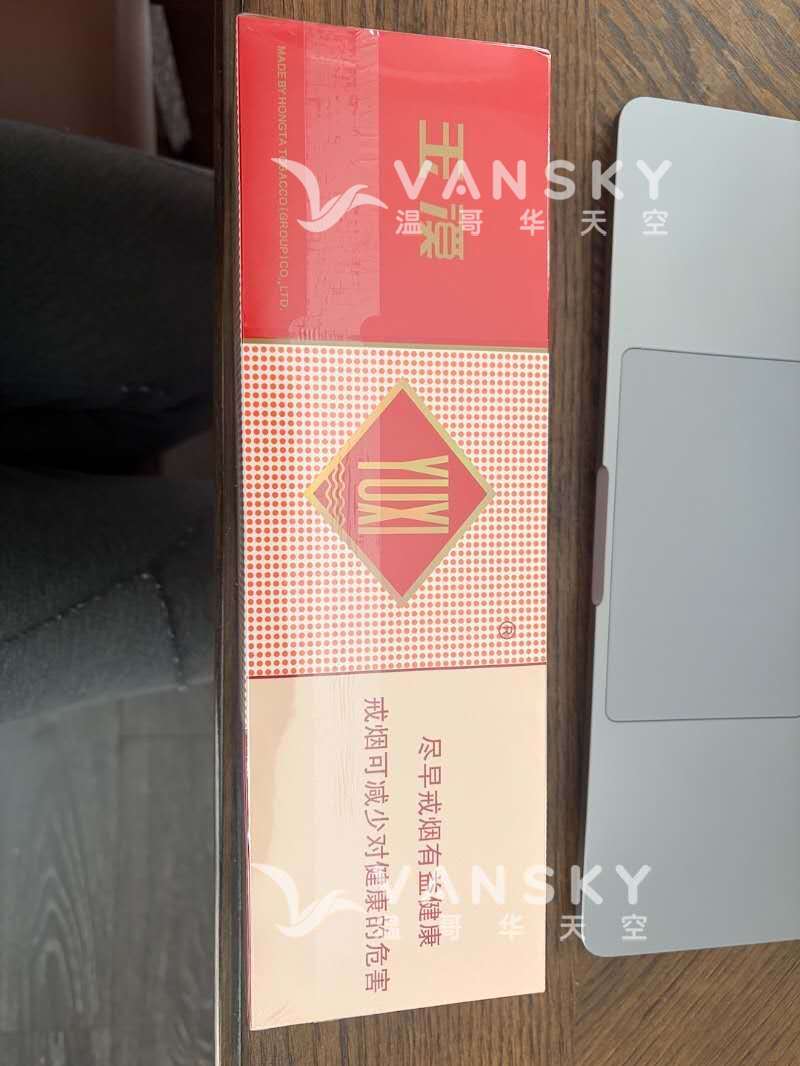 玉溪
MADE BY HONGTA TOBACCO (GROUP) CO., LTD.
YUXI
®
尽早戒烟有益健康
戒烟可减少对健康的危害
VANSKY
温哥华天空
VANSKY
温哥华天空